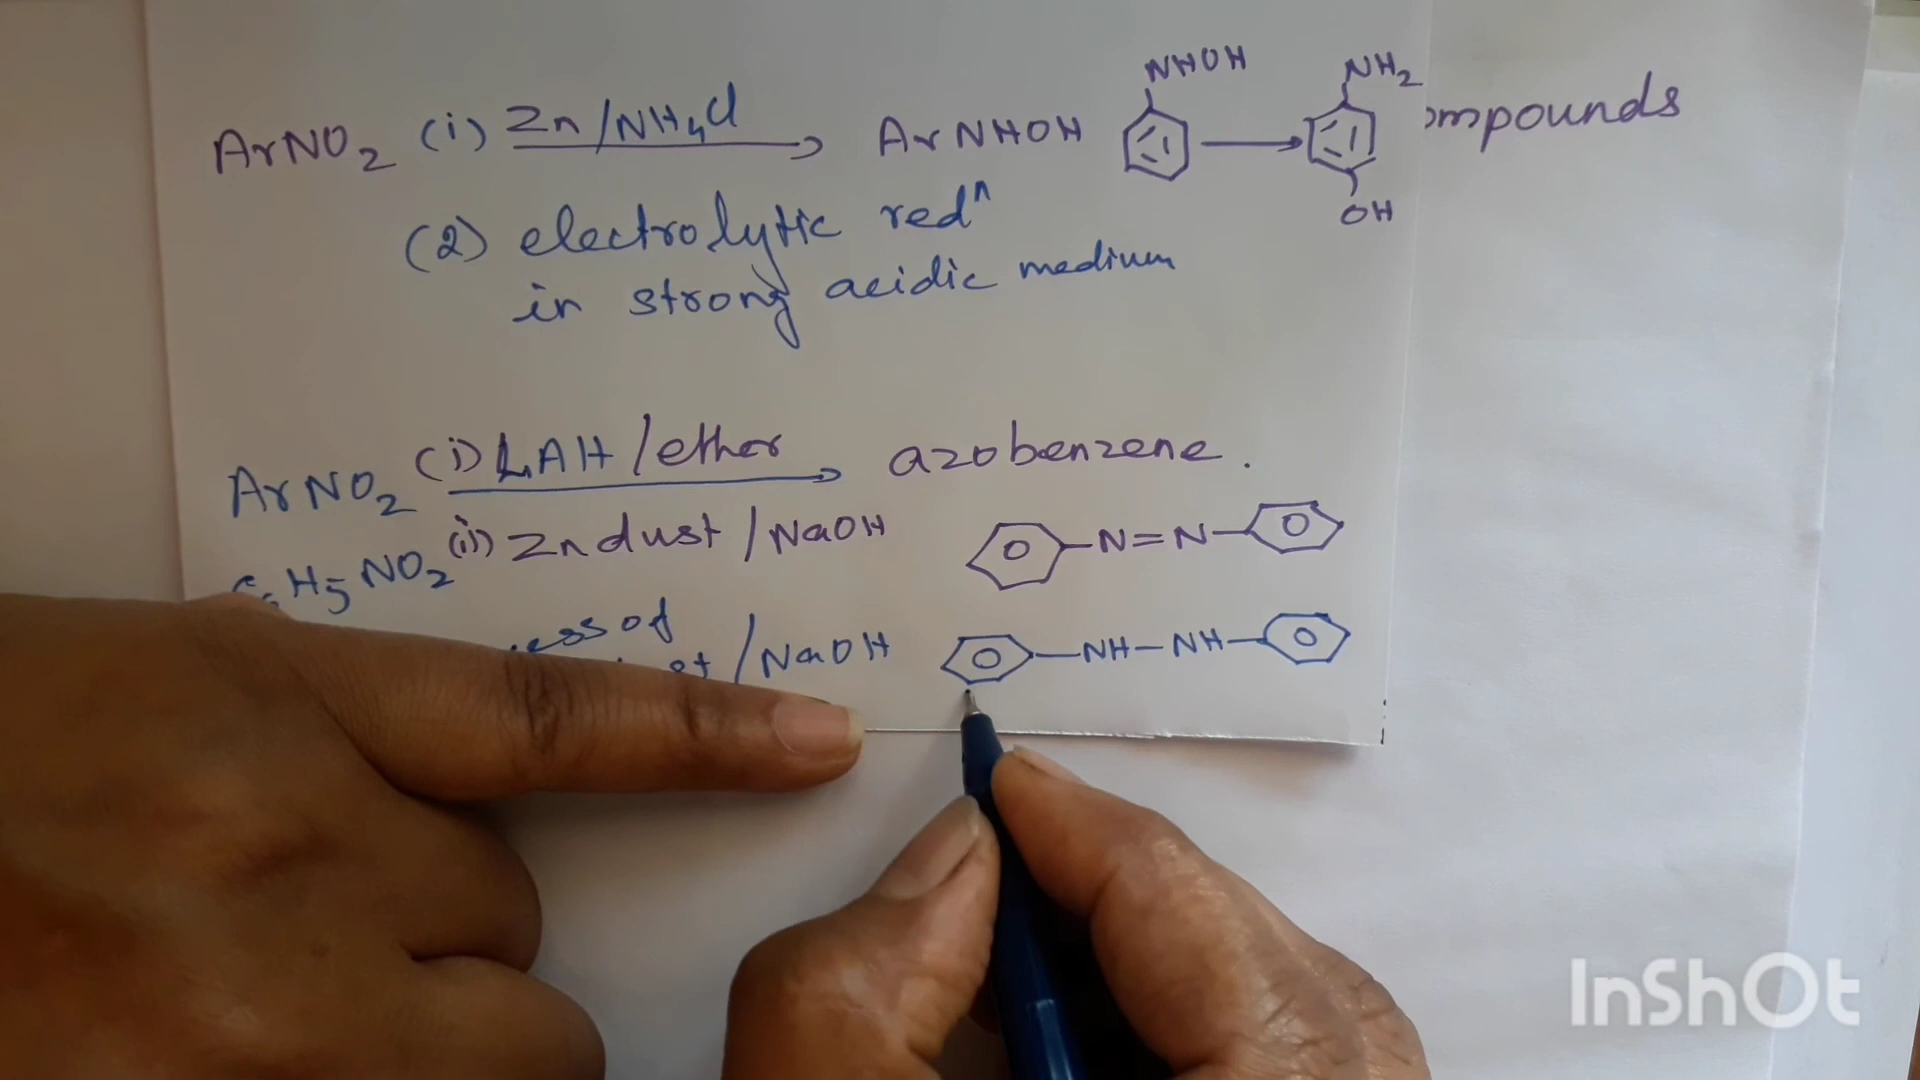 ArNO2 (i) Zn/NH4Cl ArNHOH NHOH NH2
OH
ompounds
(2) electrolytic redn
in strong acidic medium
ArNO2 (i) LAH/ether azobenzene.
(ii) Zn dust/NaOH N=N
H5NO2
of /NaOH NH-NH
InShOt